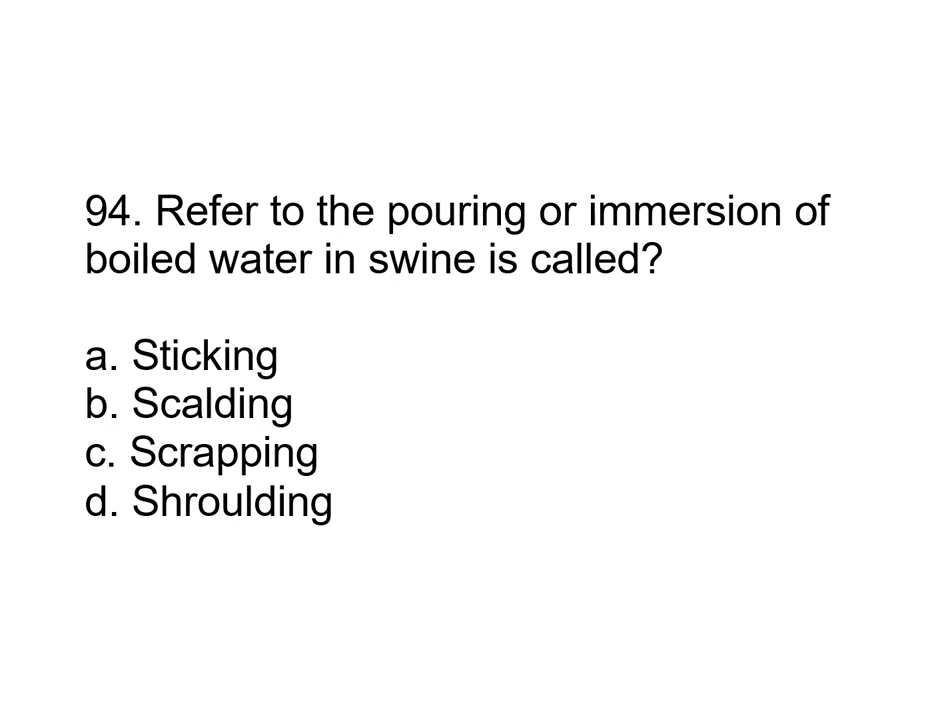 94. Refer to the pouring or immersion of
boiled water in swine is called?
a. Sticking
b. Scalding
c. Scrapping
d. Shroulding